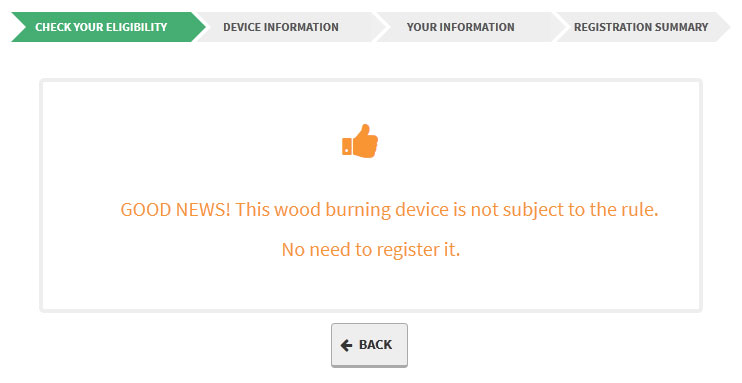 CHECK YOUR ELIGIBILITY
DEVICE INFORMATION
YOUR INFORMATION
REGISTRATION SUMMARY
GOOD NEWS! This wood burning device is not subject to the rule.
No need to register it.
BACK